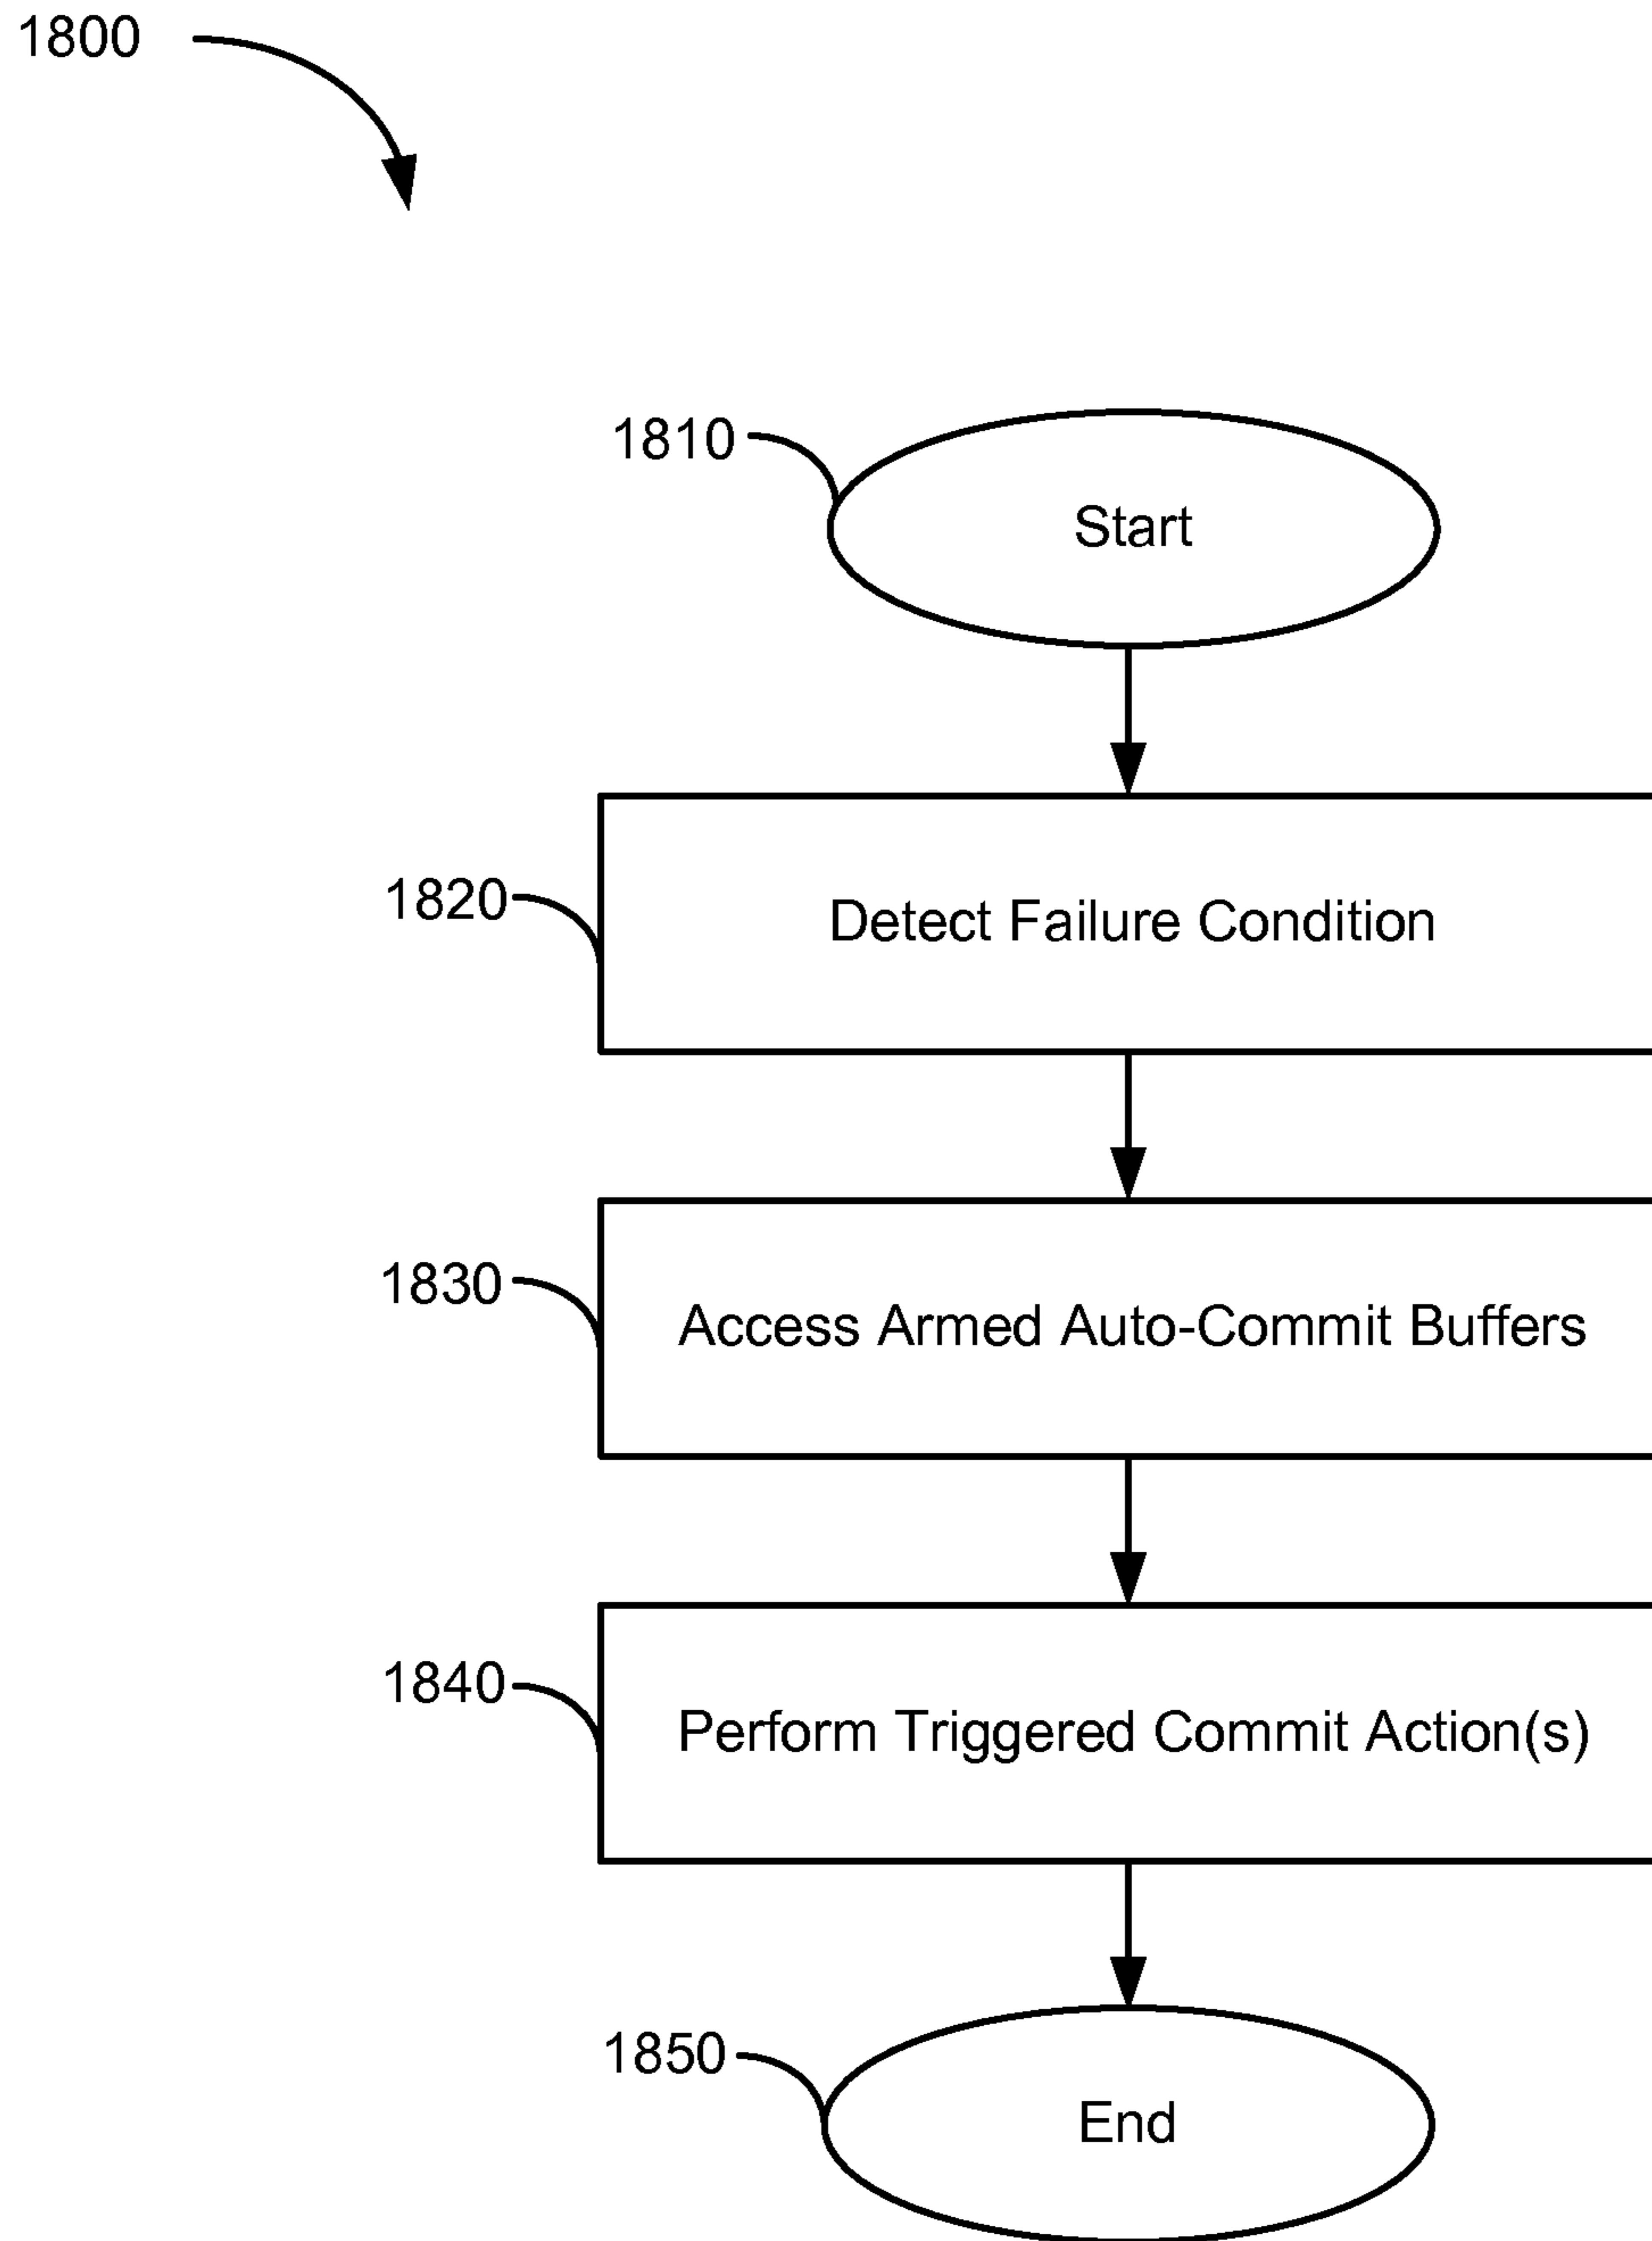 1800
1810
Start
1820
Detect Failure Condition
1830
Access Armed Auto-Commit Buffers
1840
Perform Triggered Commit Action(s)
1850
End